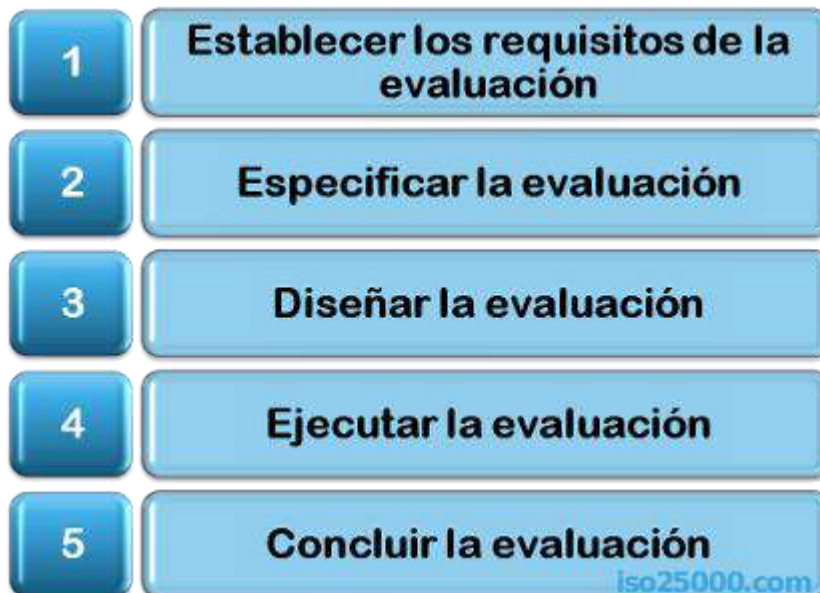 1
Establecer los requisitos de la
evaluación
2
Especificar la evaluación
3
Diseñar la evaluación
4
Ejecutar la evaluación
5
Concluir la evaluación
iso25000.com